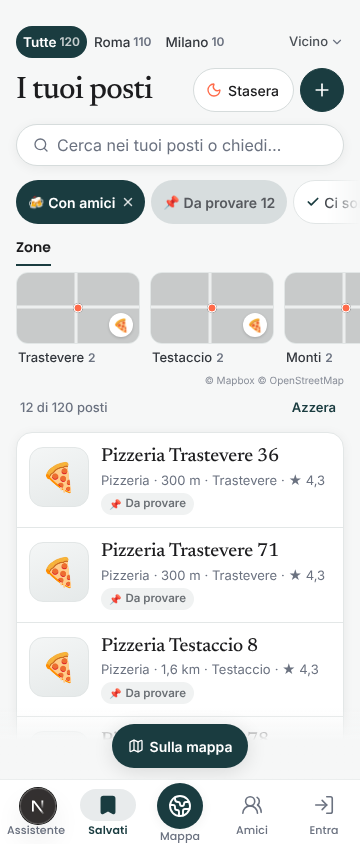 Tutte 120 Roma 110 Milano 10 Vicino
I tuoi posti Stasera
Cerca nei tuoi posti o chiedi...
Con amici Da provare 12 Ci so
Zone
Trastevere 2 Testaccio 2 Monti 2
© Mapbox © OpenStreetMap
12 di 120 posti Azzera
Pizzeria Trastevere 36
Pizzeria · 300 m · Trastevere · ★ 4,3
Da provare
Pizzeria Trastevere 71
Pizzeria · 300 m · Trastevere · ★ 4,3
Da provare
Pizzeria Testaccio 8
Pizzeria · 1,6 km · Testaccio · ★ 4,3
Da provare
Sulla mappa
N
Assistente Salvati Mappa Amici Entra